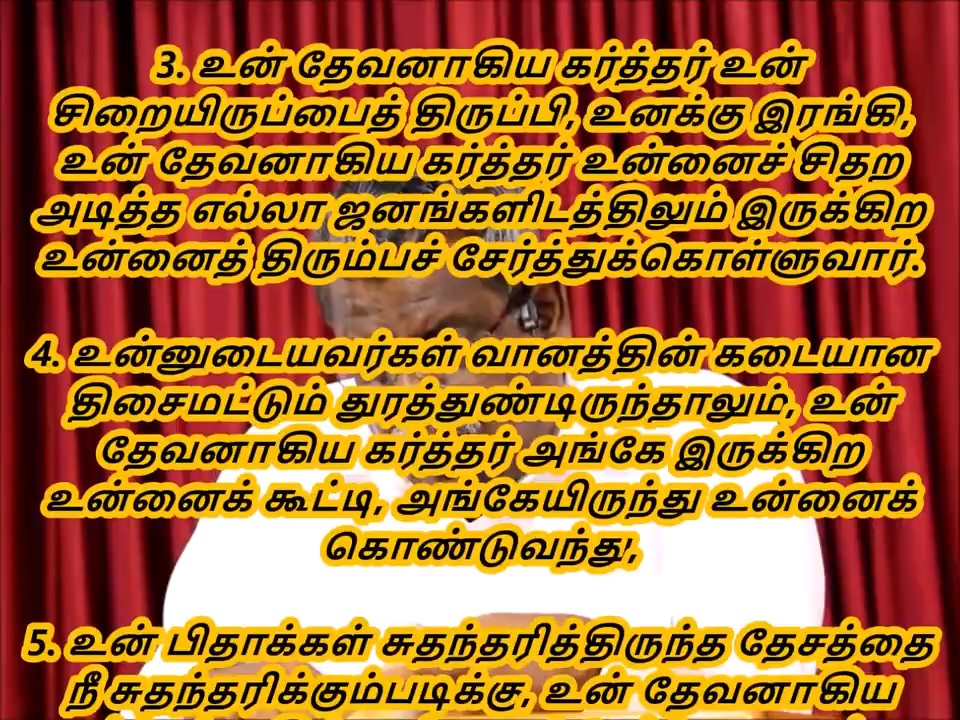 3. உன் தேவனாகிய கர்த்தர் உன்
சிறையிருப்பைத் திருப்பி, உனக்கு இரங்கி,
உன் தேவனாகிய கர்த்தர் உன்னைச் சிதற
அடித்த எல்லா ஜனங்களிடத்திலும் இருக்கிற
உன்னைத் திரும்பச் சேர்த்துக்கொள்ளுவார்.
4. உன்னுடையவர்கள் வானத்தின் கடையான
திசைமட்டும் துரத்துண்டிருந்தாலும், உன்
தேவனாகிய கர்த்தர் அங்கே இருக்கிற
உன்னைக் கூட்டி, அங்கேயிருந்து உன்னைக்
கொண்டுவந்து,
5. உன் பிதாக்கள் சுதந்தரித்திருந்த தேசத்தை
நீ சுதந்தரிக்கும்படிக்கு, உன் தேவனாகிய